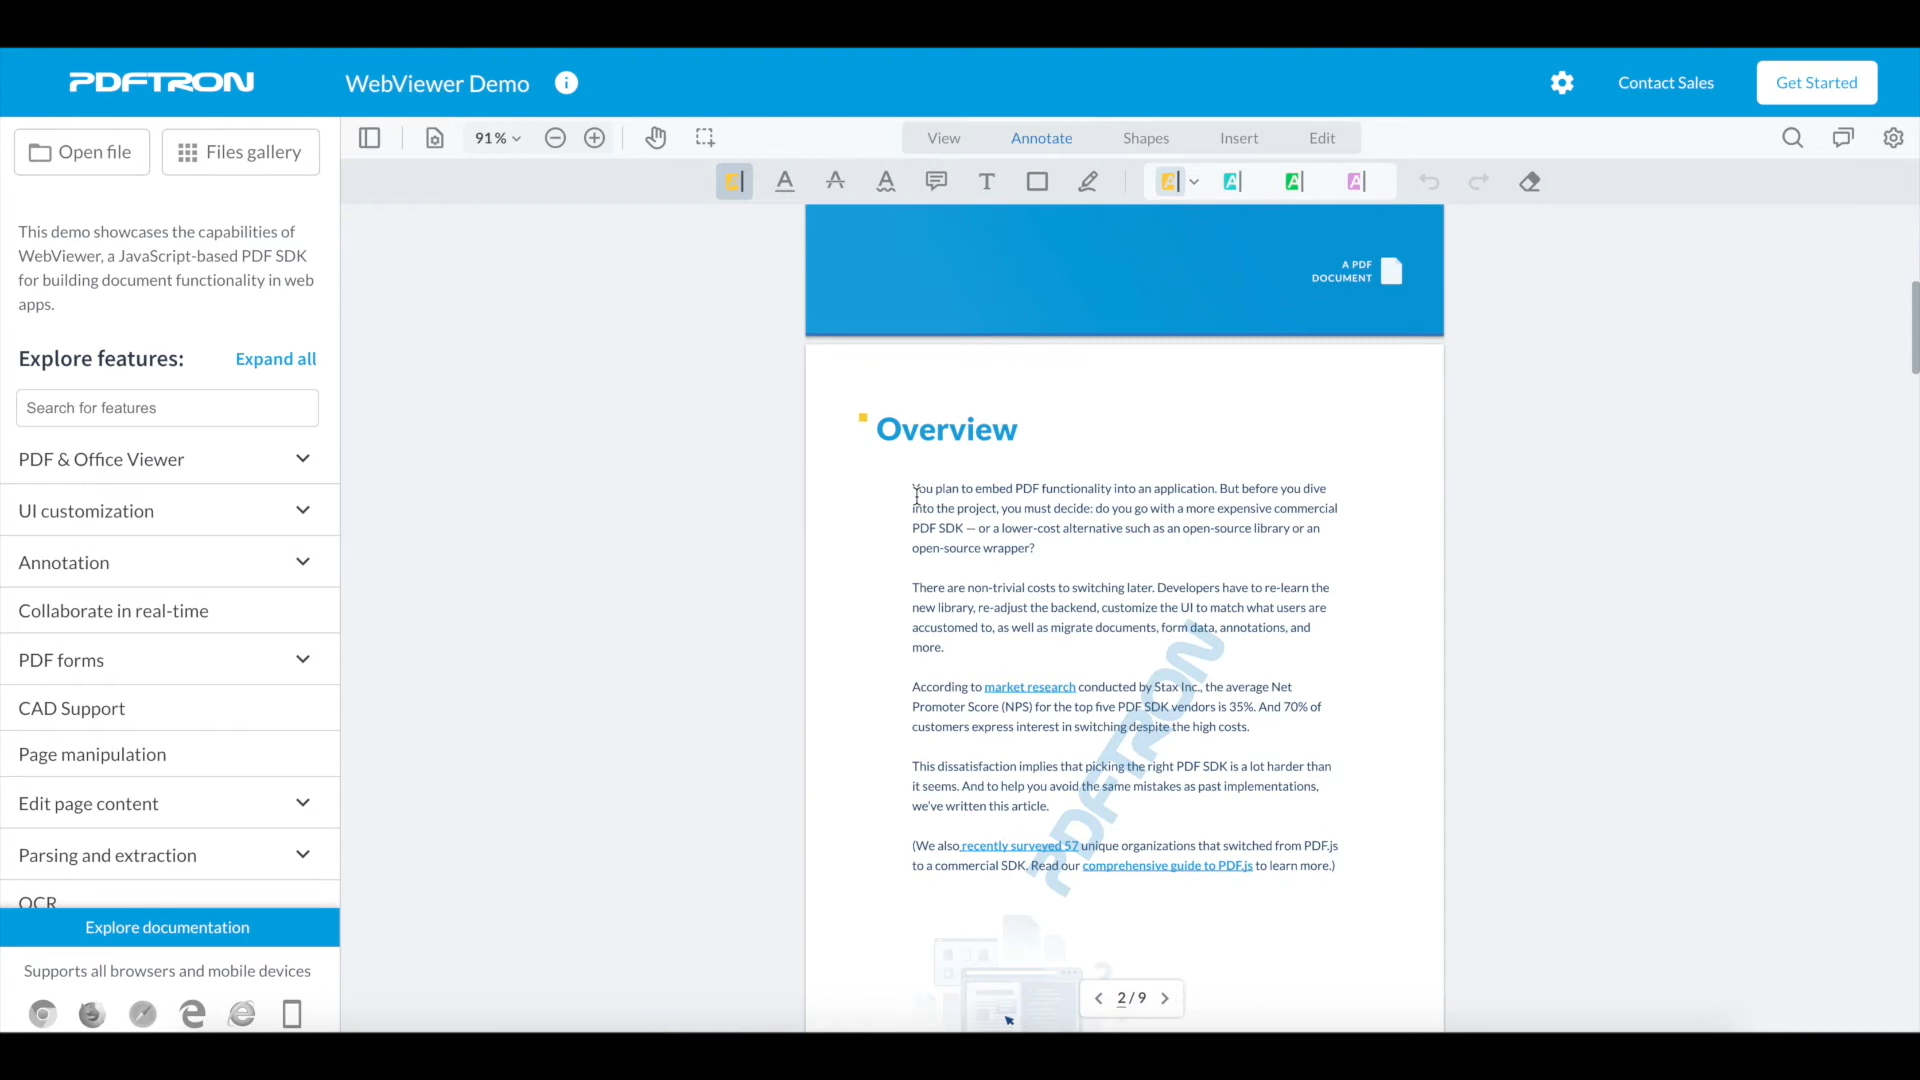 PDFTRON
WebViewer Demo
Contact Sales
Get Started
Open file
Files gallery
91%
View
Annotate
Shapes
Insert
Edit
This demo showcases the capabilities of
WebViewer, a JavaScript-based PDF SDK
for building document functionality in web
apps.
Explore features:
Expand all
Search for features
PDF & Office Viewer
UI customization
Annotation
Collaborate in real-time
PDF forms
CAD Support
Page manipulation
Edit page content
Parsing and extraction
OCR
Explore documentation
Supports all browsers and mobile devices
A PDF
DOCUMENT
Overview
You plan to embed PDF functionality into an application. But before you dive
into the project, you must decide: do you go with a more expensive commercial
PDF SDK — or a lower-cost alternative such as an open-source library or an
open-source wrapper?
There are non-trivial costs to switching later. Developers have to re-learn the
new library, re-adjust the backend, customize the UI to match what users are
accustomed to, as well as migrate documents, form data, annotations, and
more.
According to market research conducted by Stax Inc., the average Net
Promoter Score (NPS) for the top five PDF SDK vendors is 35%. And 70% of
customers express interest in switching despite the high costs.
This dissatisfaction implies that picking the right PDF SDK is a lot harder than
it seems. And to help you avoid the same mistakes as past implementations,
we've written this article.
(We also recently surveyed 57 unique organizations that switched from PDF.js
to a commercial SDK. Read our comprehensive guide to PDF.js to learn more.)
PDFTRON
2/9